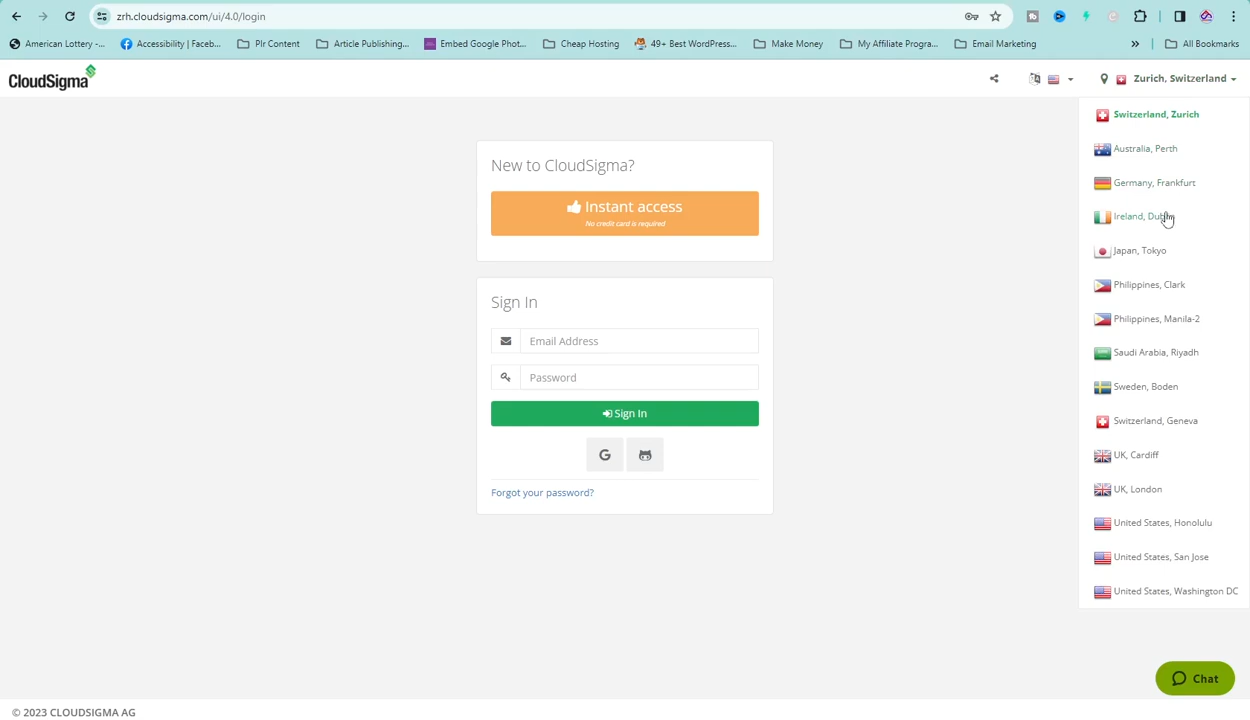 zrh.cloudsigma.com/ui/4.0/login
American Lottery -...
Accessibility | Faceb...
Plr Content
Article Publishing...
Embed Google Phot...
Cheap Hosting
49+ Best WordPress...
Make Money
My Affiliate Progra...
Email Marketing
»
All Bookmarks
CloudSigma
Zurich, Switzerland
Switzerland, Zurich
Australia, Perth
Germany, Frankfurt
Ireland, Dublin
Japan, Tokyo
Philippines, Clark
Philippines, Manila-2
Saudi Arabia, Riyadh
Sweden, Boden
Switzerland, Geneva
UK, Cardiff
UK, London
United States, Honolulu
United States, San Jose
United States, Washington DC
New to CloudSigma?
Instant access
No credit card is required
Sign In
Email Address
Password
Sign In
G
Forgot your password?
Chat
© 2023 CLOUDSIGMA AG